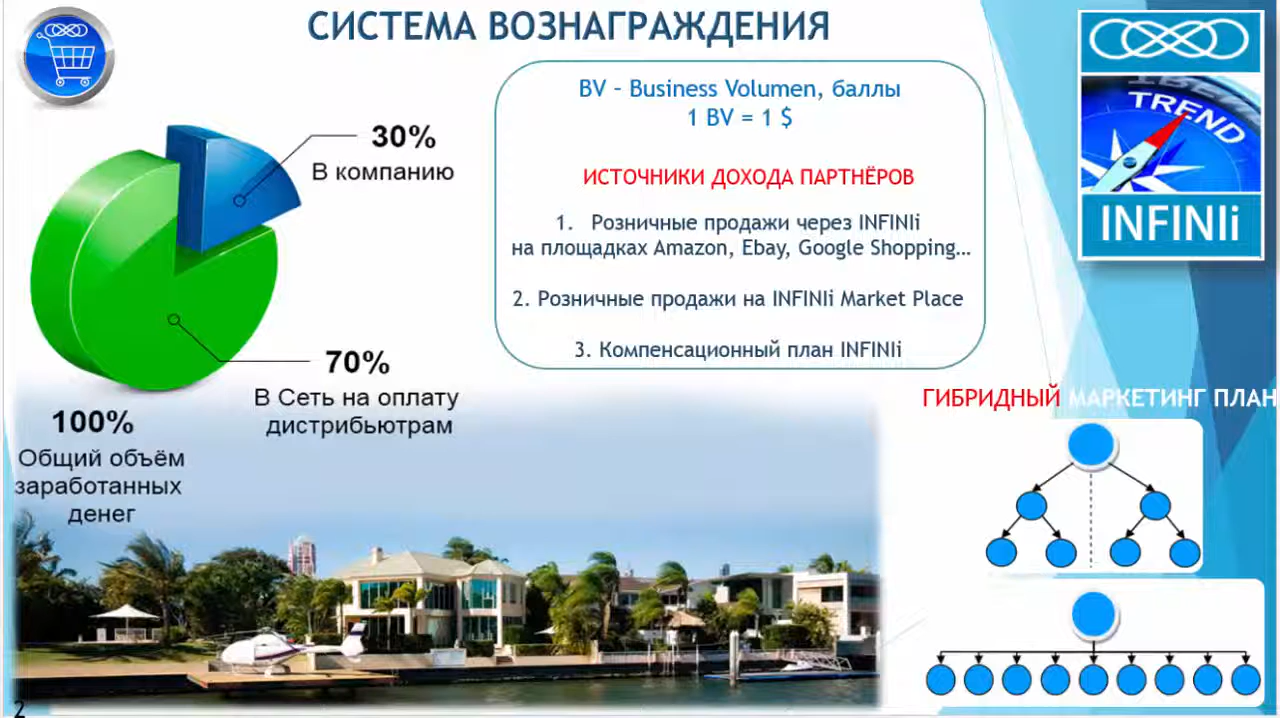 СИСТЕМА ВОЗНАГРАЖДЕНИЯ
30%
В компанию
70%
В Сеть на оплату
дистрибьютрам
100%
Общий объём
заработанных
денег
BV – Business Volumen, баллы
1 BV = 1 $
ИСТОЧНИКИ ДОХОДА ПАРТНЁРОВ
1. Розничные продажи через INFINIi
на площадках Amazon, Ebay, Google Shopping…
2. Розничные продажи на INFINIi Market Place
3. Компенсационный план INFINIi
TREND
INFINIi
ГИБРИДНЫЙ МАРКЕТИНГ ПЛАН
2